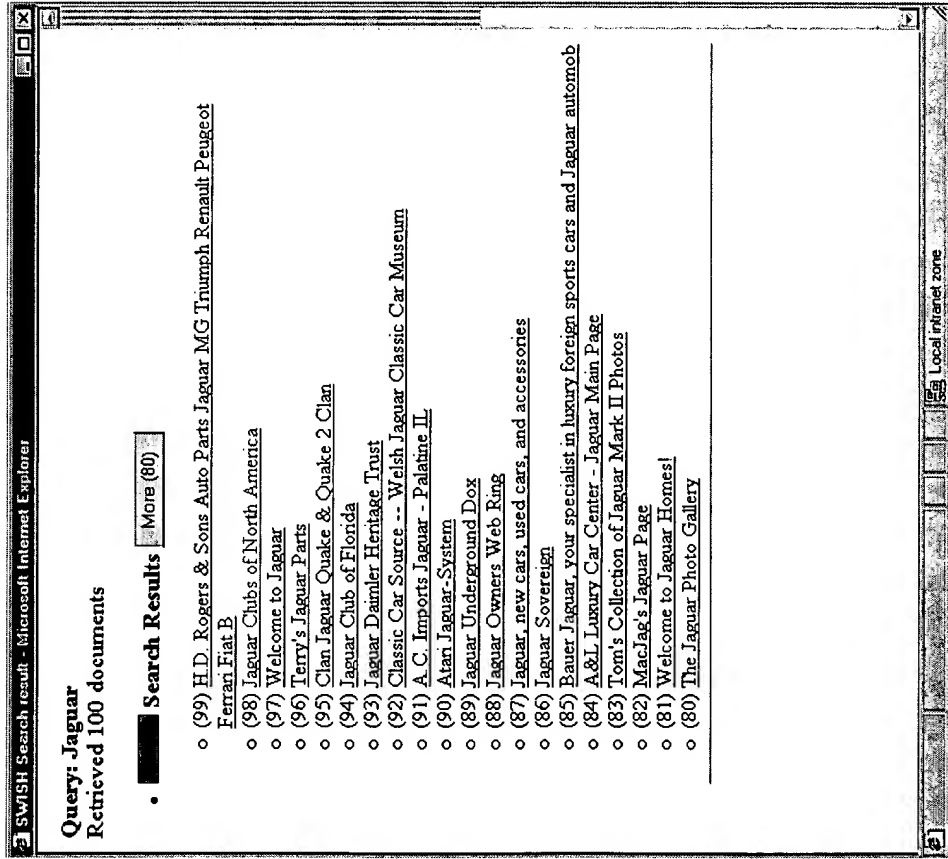 SWISH Search result - Microsoft Internet Explorer
Query: Jaguar
Retrieved 100 documents
• Search Results More (80)
o (99) H.D. Rogers & Sons Auto Parts Jaguar MG Triumph Renault Peugeot
Ferrari Fiat B
o (98) Jaguar Clubs of North America
o (97) Welcome to Jaguar
o (96) Terry's Jaguar Parts
o (95) Clan Jaguar Quake & Quake 2 Clan
o (94) Jaguar Club of Florida
o (93) Jaguar Daimler Heritage Trust
o (92) Classic Car Source -- Welsh Jaguar Classic Car Museum
o (91) A.C. Imports Jaguar - Palatine IL
o (90) Atari Jaguar-System
o (89) Jaguar Underground Dox
o (88) Jaguar Owners Web Ring
o (87) Jaguar, new cars, used cars, and accessories
o (86) Jaguar Sovereign
o (85) Bauer Jaguar, your specialist in luxury foreign sports cars and Jaguar automob
o (84) A&L Luxury Car Center - Jaguar Main Page
o (83) Tom's Collection of Jaguar Mark II Photos
o (82) MacJag's Jaguar Page
o (81) Welcome to Jaguar Homes!
o (80) The Jaguar Photo Gallery
Local intranet zone